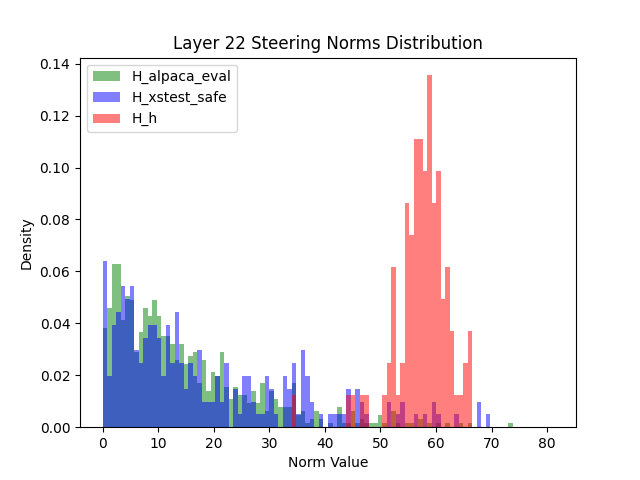 Layer 22 Steering Norms Distribution
H_alpaca_eval
H_xstest_safe
H_h
0.14
0.12
0.10
0.08
0.06
0.04
0.02
0.00
Density
0 10 20 30 40 50 60 70 80
Norm Value